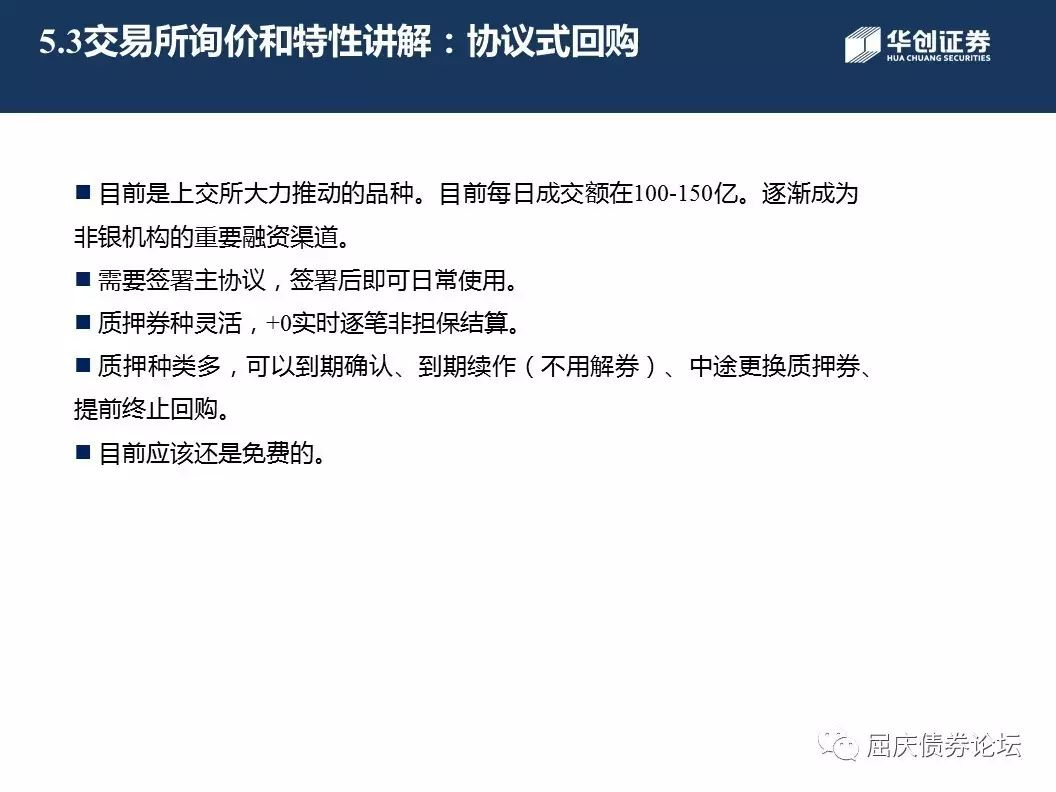 5.3交易所询价和特性讲解：协议式回购
华创证券
HUA CHUANG SECURITIES
■ 目前是上交所大力推动的品种。目前每日成交额在100-150亿。逐渐成为
非银机构的重要融资渠道。
■ 需要签署主协议，签署后即可日常使用。
■ 质押券种灵活，+0实时逐笔非担保结算。
■ 质押种类多，可以到期确认、到期续作（不用解券）、中途更换质押券、
提前终止回购。
■ 目前应该还是免费的。
屈庆债券论坛